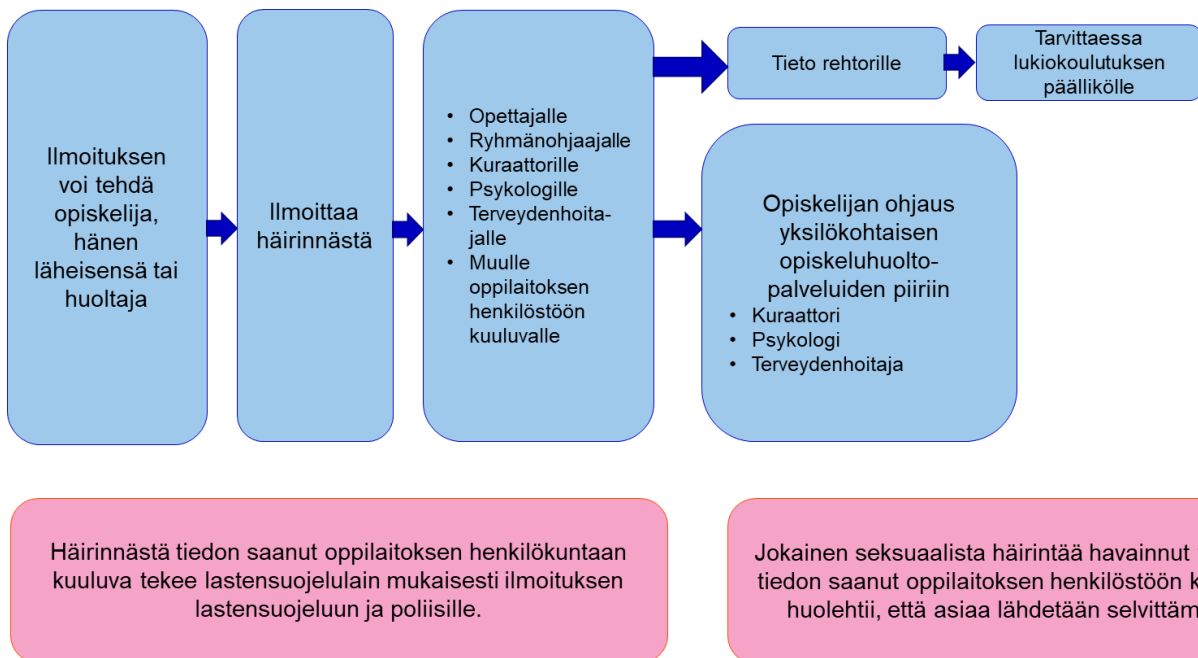 Ilmoituksen
voi tehdä
opiskelija,
hänen
läheisensä tai
huoltaja
Ilmoittaa
häirinnästä
• Opettajalle
• Ryhmänohjaajalle
• Kuraattorille
• Psykologille
• Terveydenhoita-
jalle
• Muulle
oppilaitoksen
henkilöstöön
kuuluvalle
Tieto rehtorille
Tarvittaessa
lukiokoulutuksen
päällikölle
Opiskelijan ohjaus
yksilökohtaisen
opiskeluhuolto-
palveluiden piiriin
• Kuraattori
• Psykologi
• Terveydenhoitaja
Häirinnästä tiedon saanut oppilaitoksen henkilökuntaan
kuuluva tekee lastensuojelulain mukaisesti ilmoituksen
lastensuojeluun ja poliisille.
Jokainen seksuaalista häirintää havainnut
tiedon saanut oppilaitoksen henkilöstöön k
huolehtii, että asiaa lähdetään selvittäm